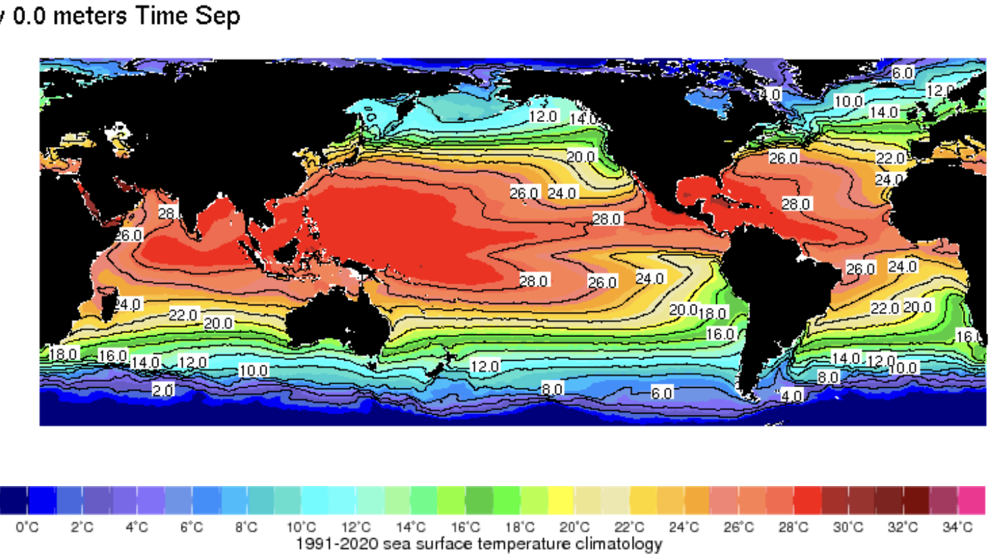 0.0 meters Time Sep
6.0
4.0 12.0
10.0
12.0 14.0 14.0
20.0 26.0 22.0
26.0 24.0 24.0
28 28.0 28.0
26.0
28.0 26.0 24.0 26.0 24.0
24.0 22.0 20.0 20.0 18.0 22.0 20.0
16.0 16.0
18.0 16.0 14.0 12.0 10.0 12.0 14.0 12.0
8.0
2.0 8.0 6.0 4.0
0°C 2°C 4°C 6°C 8°C 10°C 12°C 14°C 16°C 18°C 20°C 22°C 24°C 26°C 28°C 30°C 32°C 34°C
1991-2020 sea surface temperature climatology